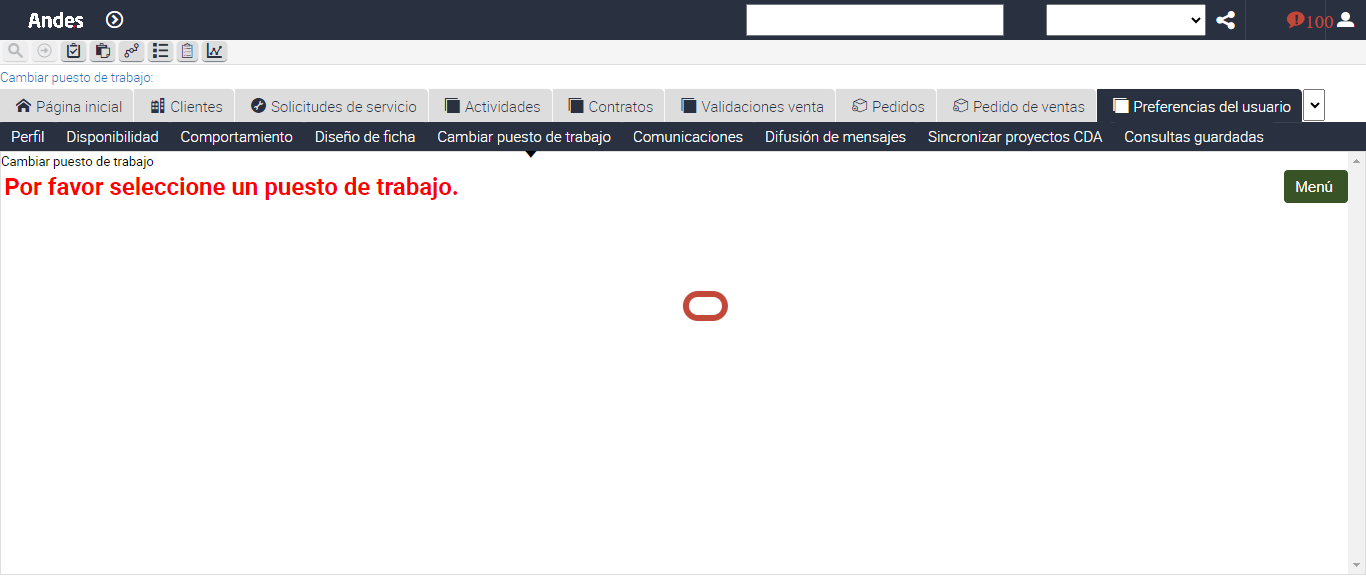 Andes
100
Cambiar puesto de trabajo:
Página inicial Clientes Solicitudes de servicio Actividades Contratos Validaciones venta Pedidos Pedido de ventas Preferencias del usuario
Perfil Disponibilidad Comportamiento Diseño de ficha Cambiar puesto de trabajo Comunicaciones Difusión de mensajes Sincronizar proyectos CDA Consultas guardadas
Cambiar puesto de trabajo
Por favor seleccione un puesto de trabajo.
Menú